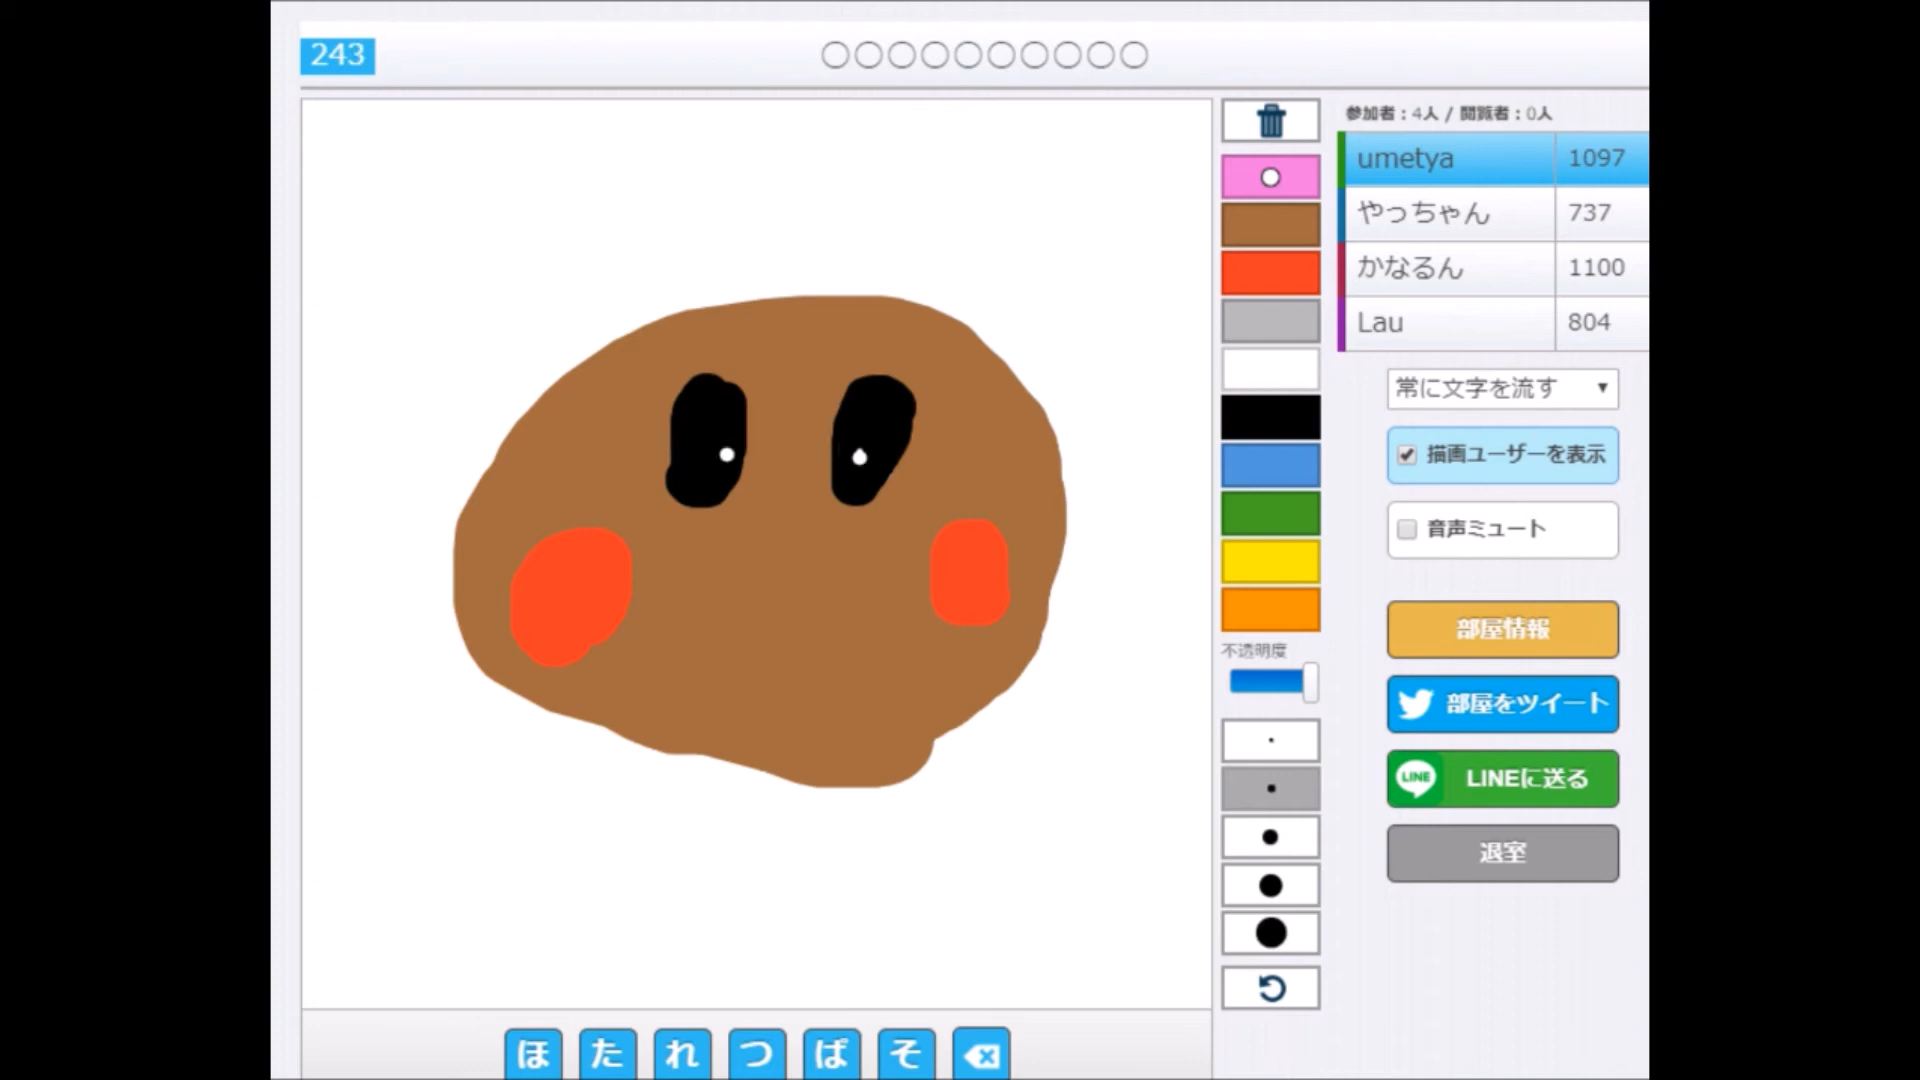 243
○○○○○○○○○○
参加者：4人 / 閲覧者：0人
umetya 1097
やっちゃん 737
かなるん 1100
Lau 804
常に文字を流す
描画ユーザーを表示
音声ミュート
不透明度
部屋情報
部屋をツイート
LINE LINEに送る
退室
ほ た れ つ ば そ